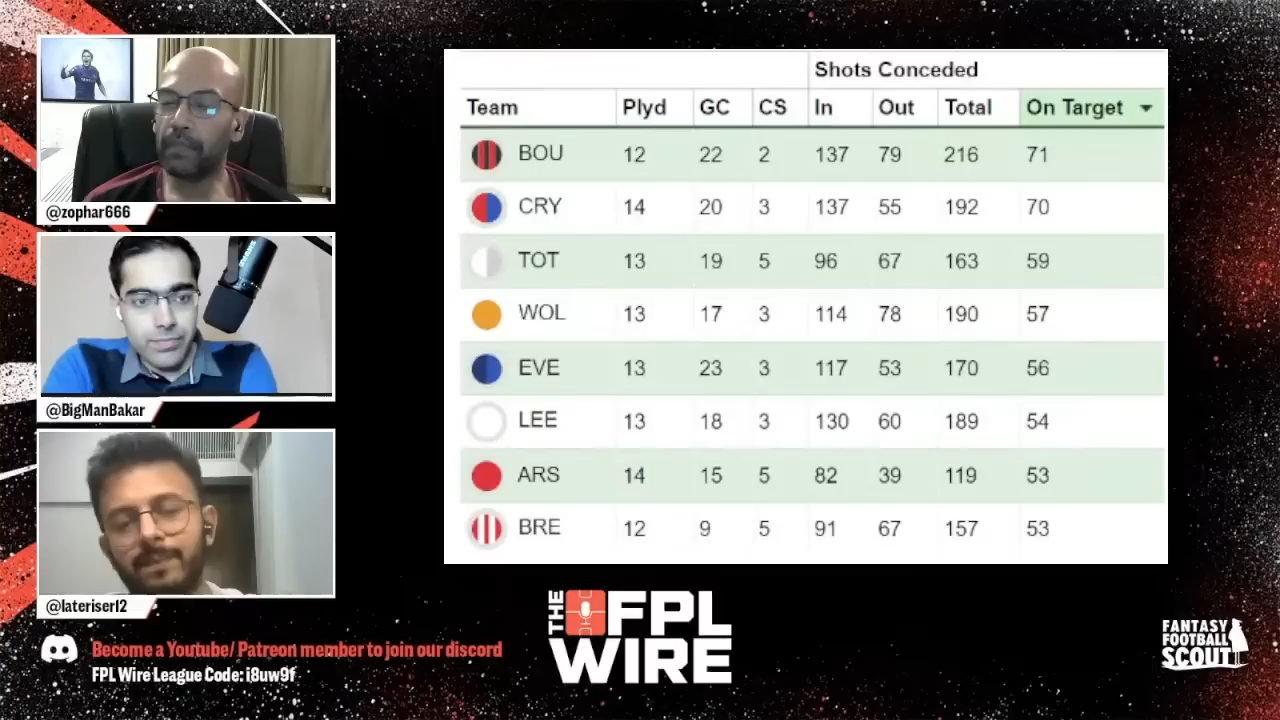 @zophar666
@BigManBakar
@lateriser12
Become a Youtube/ Patreon member to join our discord
FPL Wire League Code: i8uw9f
Shots Conceded
Team Plyd GC CS In Out Total On Target
BOU 12 22 2 137 79 216 71
CRY 14 20 3 137 55 192 70
TOT 13 19 5 96 67 163 59
WOL 13 17 3 114 78 190 57
EVE 13 23 3 117 53 170 56
LEE 13 18 3 130 60 189 54
ARS 14 15 5 82 39 119 53
BRE 12 9 5 91 67 157 53
THE FPL
WIRE
FANTASY
FOOTBALL
SCOUT